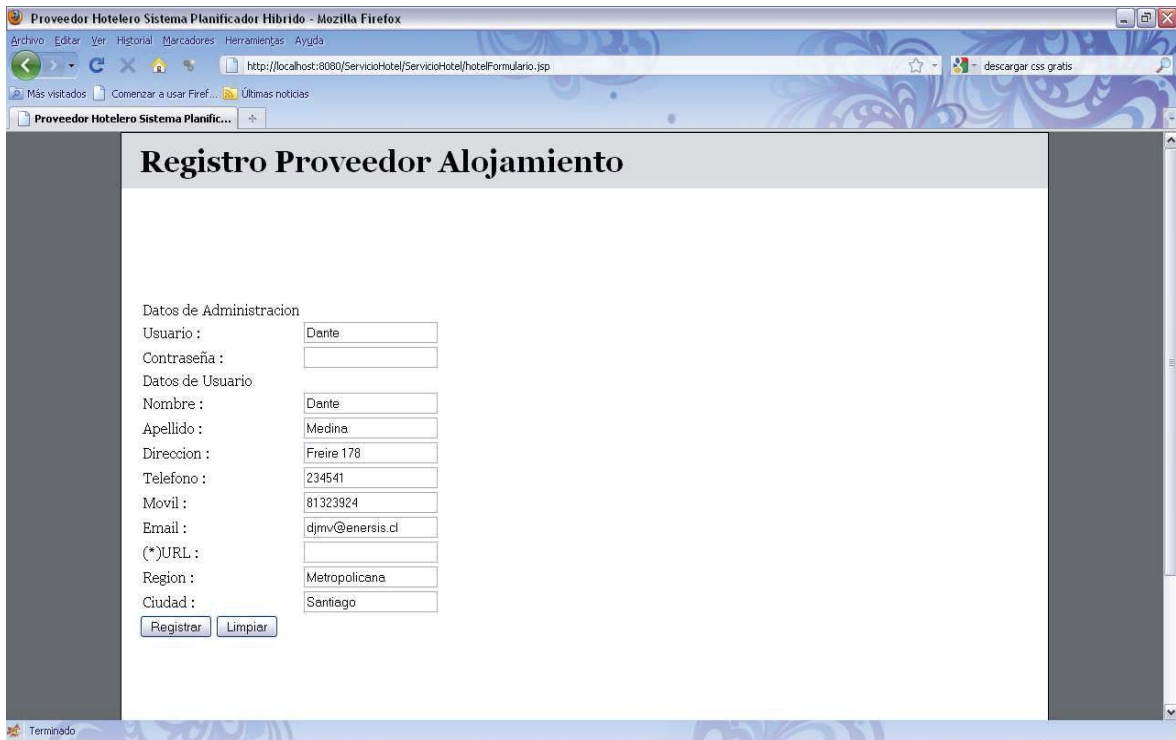 Proveedor Hotelero Sistema Planificador Hibrido - Mozilla Firefox
Archivo Editar Ver Historial Marcadores Herramientas Ayuda
http://localhost:8080/ServicioHotel/ServicioHotel/hotelFormulario.jsp
descargar css gratis
Más visitados Comenzar a usar Firef... Últimas noticias
Proveedor Hotelero Sistema Planific...
Registro Proveedor Alojamiento
Datos de Administracion
Usuario : Dante
Contraseña :
Datos de Usuario
Nombre : Dante
Apellido : Medina
Direccion : Freire 178
Telefono : 234541
Movil : 81323924
Email : djmv@enersis.cl
(*)URL :
Region : Metropolicana
Ciudad : Santiago
Registrar Limpiar
Terminado